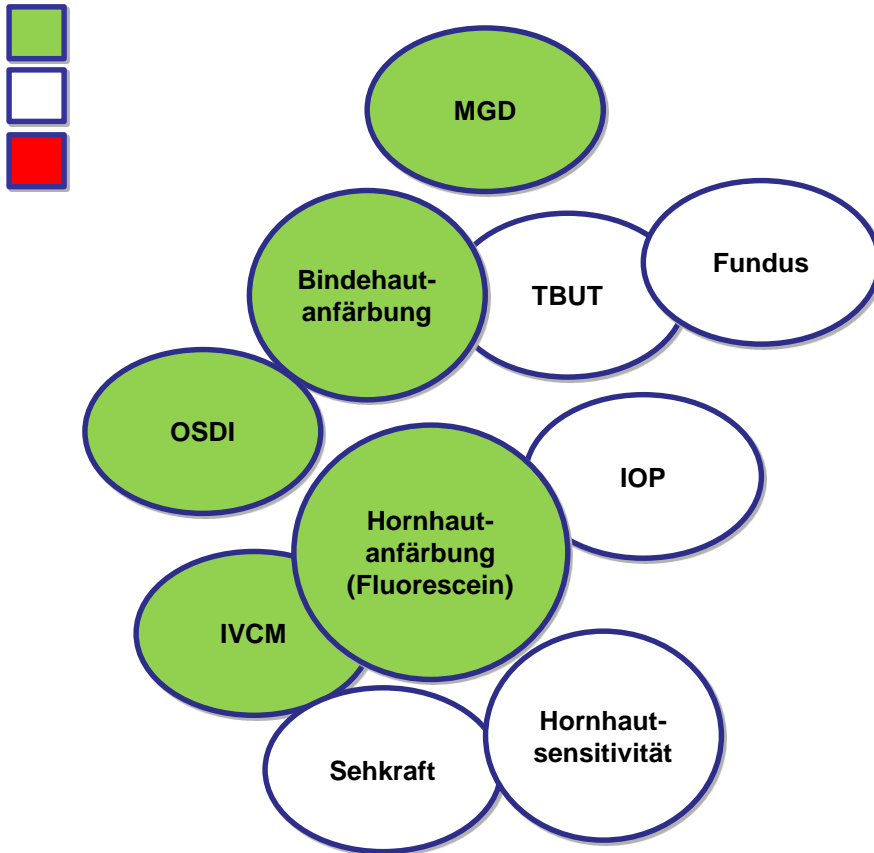 MGD
Bindehaut-
anfärbung
TBUT
Fundus
OSDI
IOP
Hornhaut-
anfärbung
(Fluorescein)
IVCM
Hornhaut-
sensitivität
Sehkraft